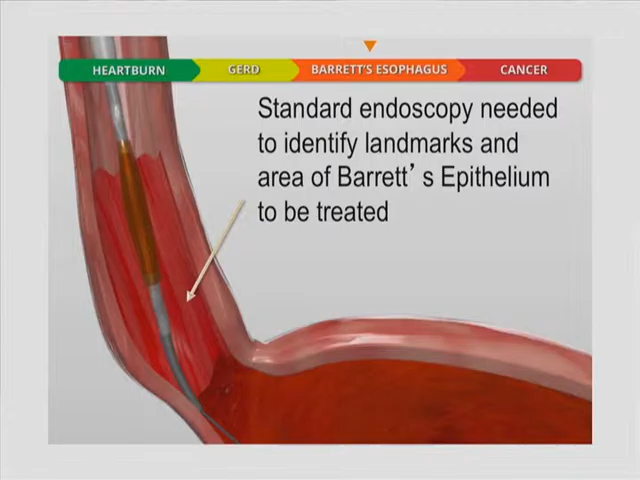 HEARTBURN GERD BARRETT'S ESOPHAGUS CANCER
Standard endoscopy needed
to identify landmarks and
area of Barrett’s Epithelium
to be treated